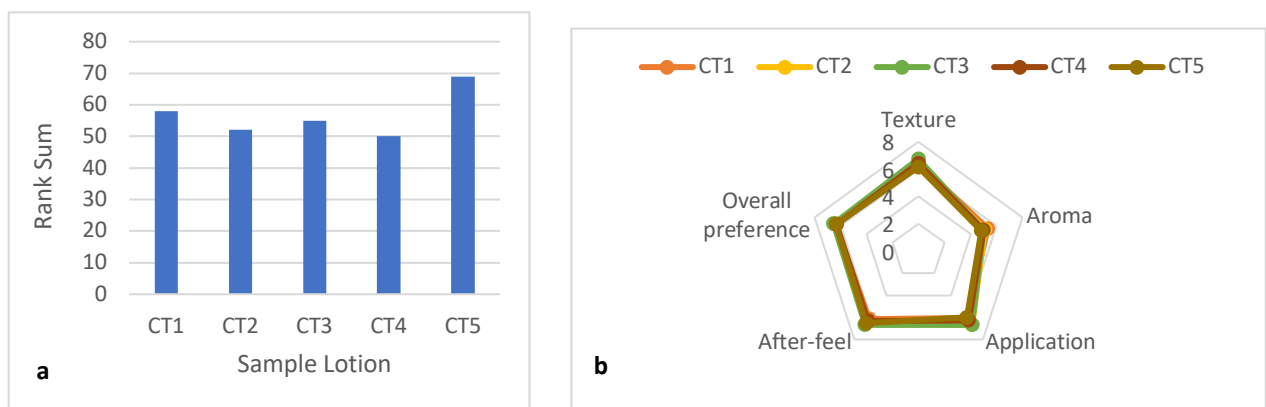 80
70
60
50
40
30
20
10
0
Rank Sum
CT1 CT2 CT3 CT4 CT5
Sample Lotion
a
CT1 CT2 CT3 CT4 CT5
Texture
8
6
4
2
0
Aroma
Application
After-feel
Overall
preference
b